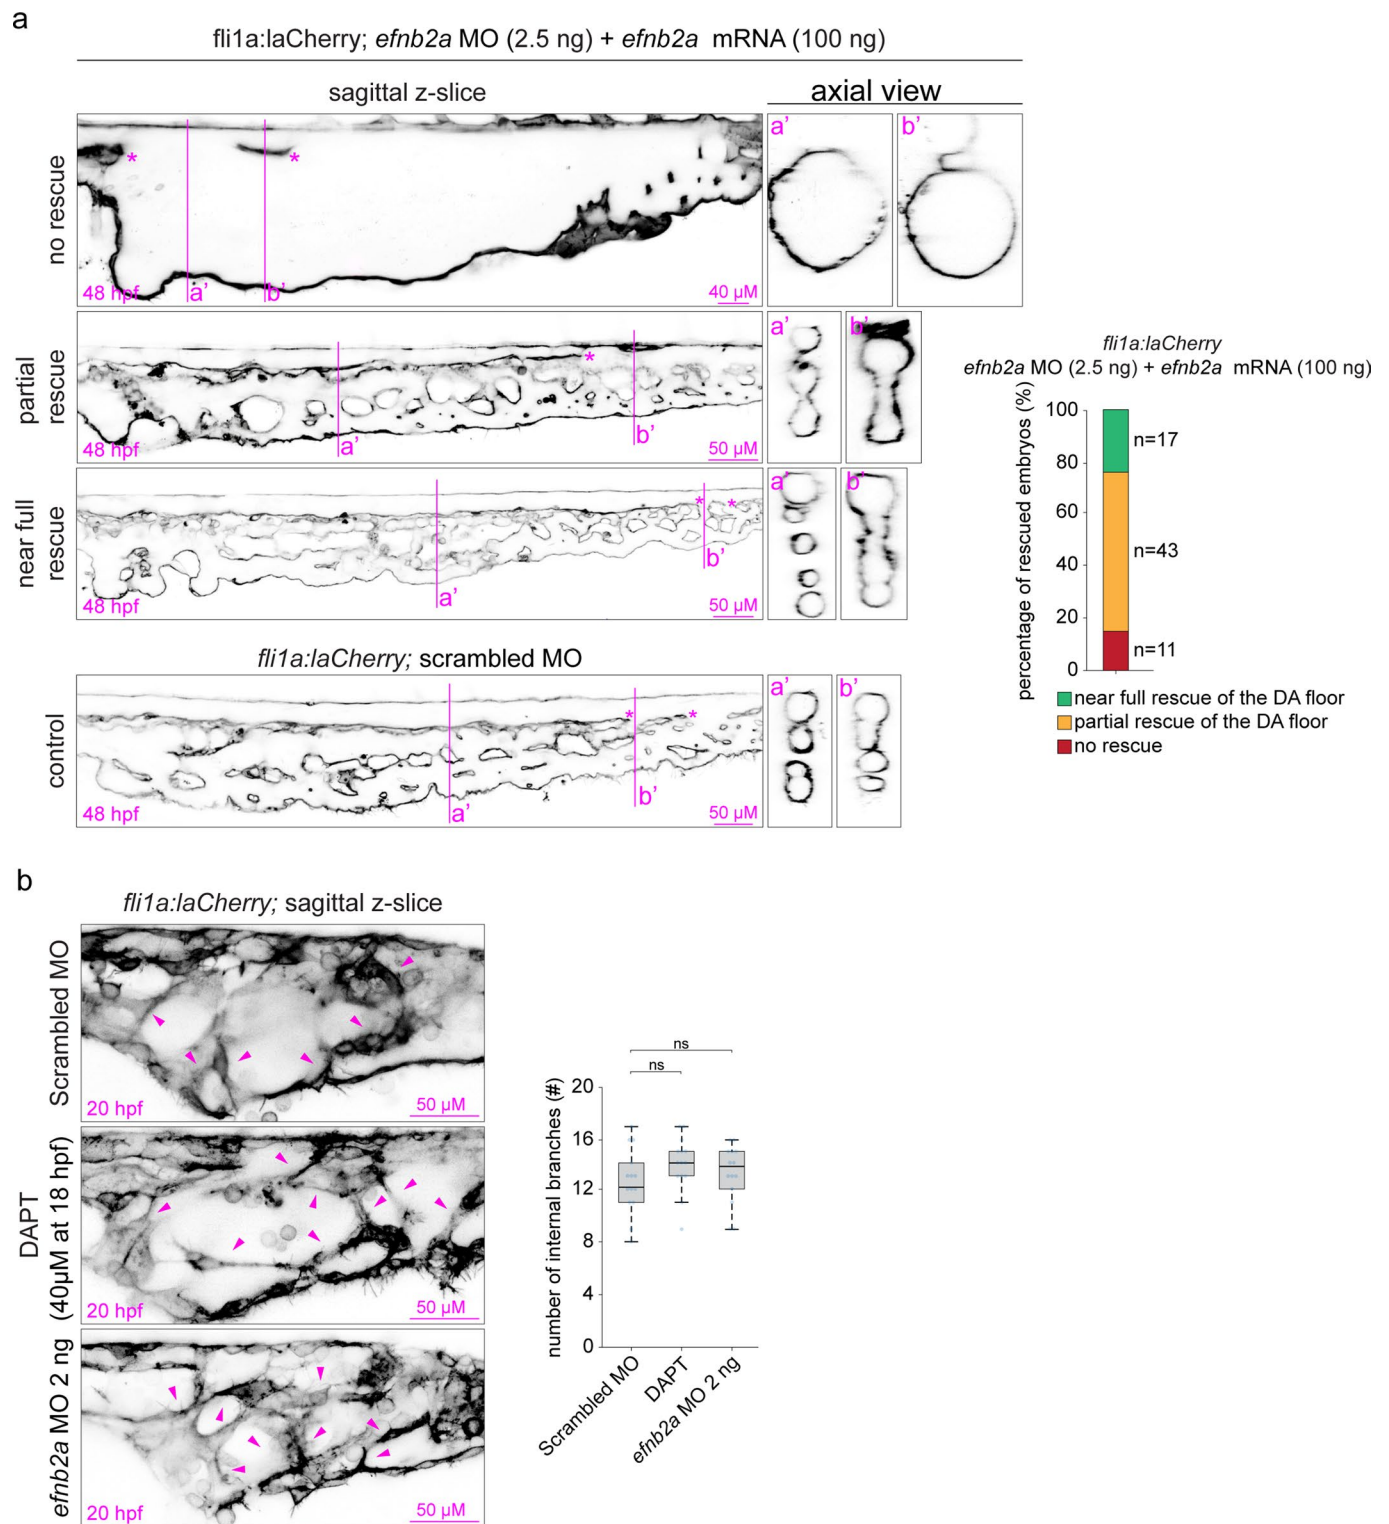 a
fli1a:laCherry; efnb2a MO (2.5 ng) + efnb2a mRNA (100 ng)
sagittal z-slice
axial view
no rescue
*
*
48 hpf
a'
b'
40 µM
a'
b'
partial
rescue
*
48 hpf
a'
b'
50 µM
a'
b'
near full
rescue
*
*
48 hpf
a'
b'
50 µM
a'
b'
fli1a:laCherry; scrambled MO
control
*
*
48 hpf
a'
b'
50 µM
a'
b'
fli1a:laCherry
efnb2a MO (2.5 ng) + efnb2a mRNA (100 ng)
percentage of rescued embryos (%)
100
80
60
40
20
0
n=17
n=43
n=11
near full rescue of the DA floor
partial rescue of the DA floor
no rescue
b
fli1a:laCherry; sagittal z-slice
Scrambled MO
20 hpf
50 µM
DAPT
(40µM at 18 hpf)
20 hpf
50 µM
efnb2a MO 2 ng
20 hpf
50 µM
number of internal branches (#)
20
16
12
8
4
0
ns
ns
Scrambled MO
DAPT
efnb2a MO 2 ng